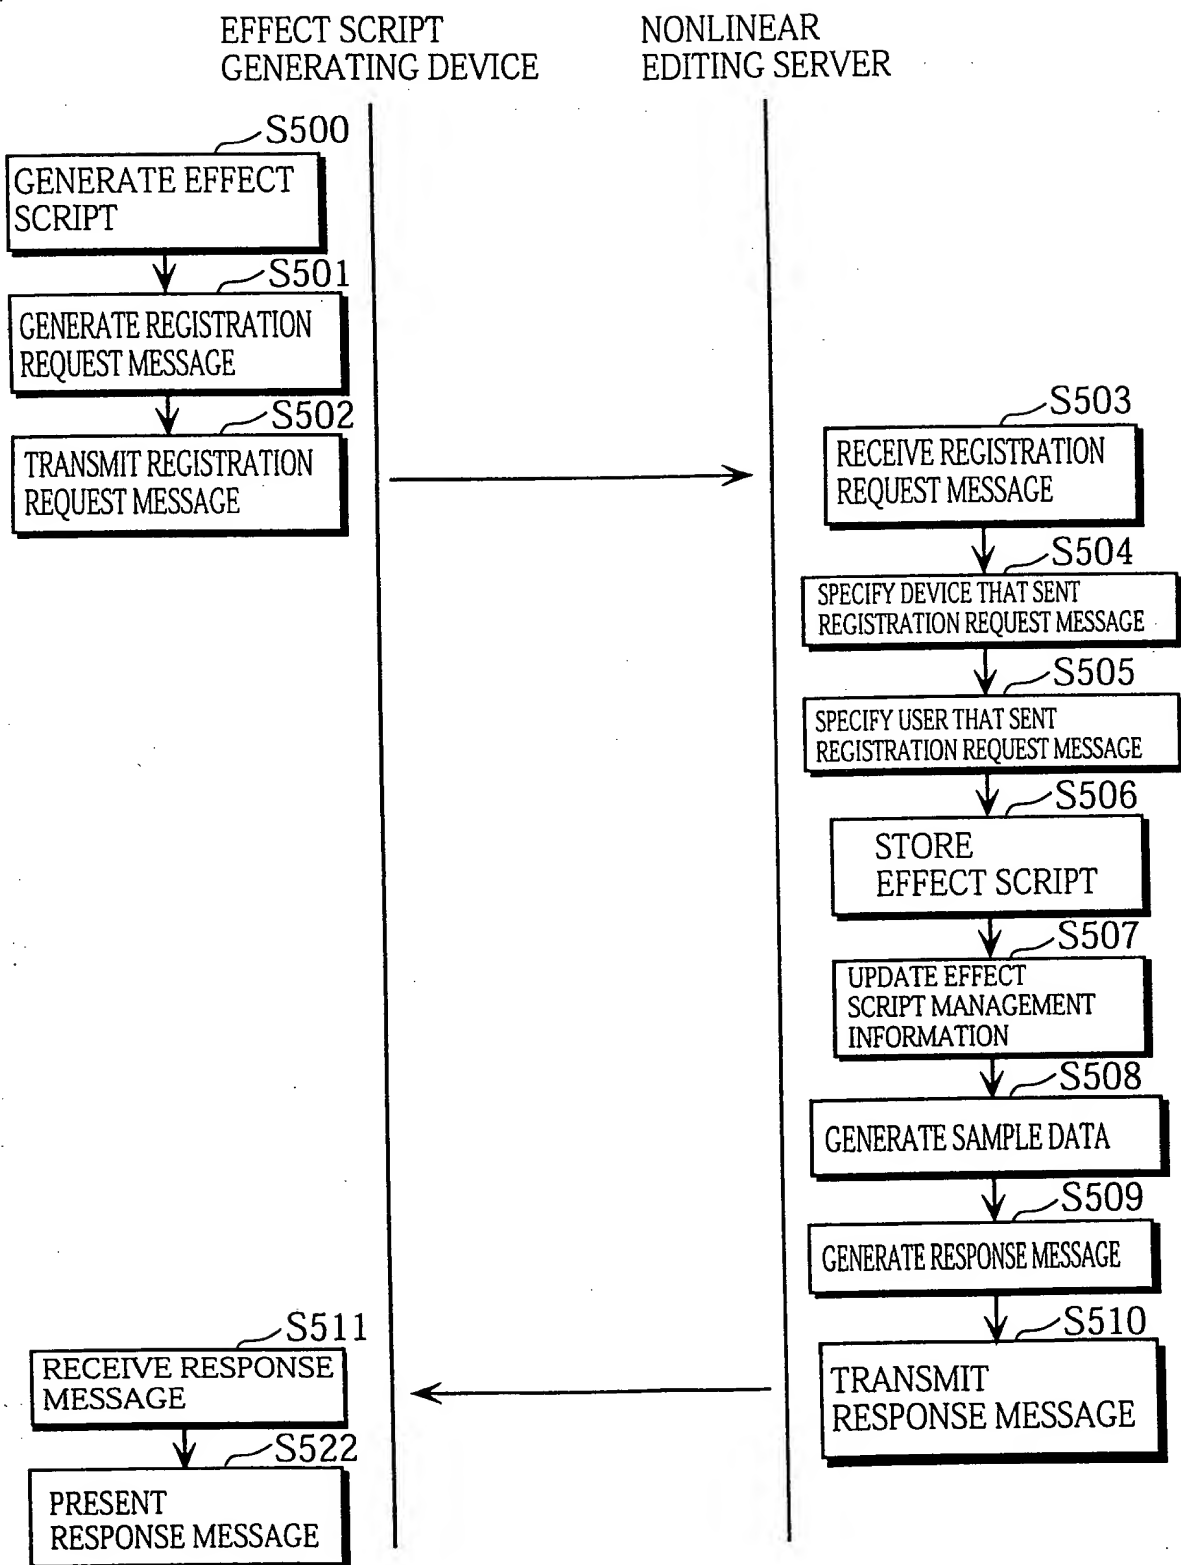 EFFECT SCRIPT
GENERATING DEVICE
NONLINEAR
EDITING SERVER
S500
GENERATE EFFECT
SCRIPT
S501
GENERATE REGISTRATION
REQUEST MESSAGE
S502
TRANSMIT REGISTRATION
REQUEST MESSAGE
S503
RECEIVE REGISTRATION
REQUEST MESSAGE
S504
SPECIFY DEVICE THAT SENT
REGISTRATION REQUEST MESSAGE
S505
SPECIFY USER THAT SENT
REGISTRATION REQUEST MESSAGE
S506
STORE
EFFECT SCRIPT
S507
UPDATE EFFECT
SCRIPT MANAGEMENT
INFORMATION
S508
GENERATE SAMPLE DATA
S509
GENERATE RESPONSE MESSAGE
S510
TRANSMIT
RESPONSE MESSAGE
S511
RECEIVE RESPONSE
MESSAGE
S522
PRESENT
RESPONSE MESSAGE